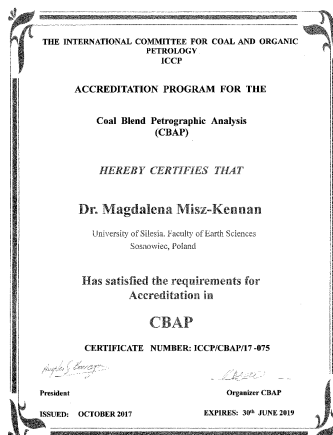 THE INTERNATIONAL COMMITTEE FOR COAL AND ORGANIC
PETROLOGY
ICCP
ACCREDITATION PROGRAM FOR THE
Coal Blend Petrographic Analysis
(CBAP)
HEREBY CERTIFIES THAT
Dr. Magdalena Misz-Kennan
University of Silesia. Faculty of Earth Sciences
Sosnowiec, Poland
Has satisfied the requirements for
Accreditation in
CBAP
CERTIFICATE NUMBER: ICCP/CBAP/17 -075
President Organizer CBAP
ISSUED: OCTOBER 2017 EXPIRES: 30th JUNE 2019